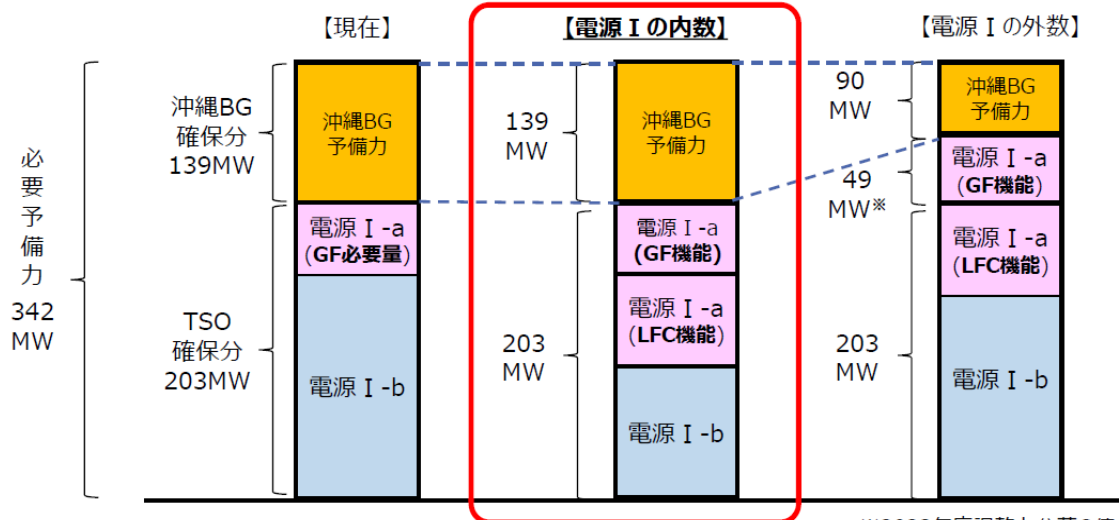 【現在】
【電源Ⅰの内数】
【電源Ⅰの外数】
必
要
予
備
力
342
MW
沖縄BG
確保分
139MW
TSO
確保分
203MW
沖縄BG
予備力
電源Ⅰ-a
(GF必要量)
電源Ⅰ-b
139
MW
203
MW
沖縄BG
予備力
電源Ⅰ-a
(GF機能)
電源Ⅰ-a
(LFC機能)
電源Ⅰ-b
90
MW
49
MW※
203
MW
沖縄BG
予備力
電源Ⅰ-a
(GF機能)
電源Ⅰ-a
(LFC機能)
電源Ⅰ-b